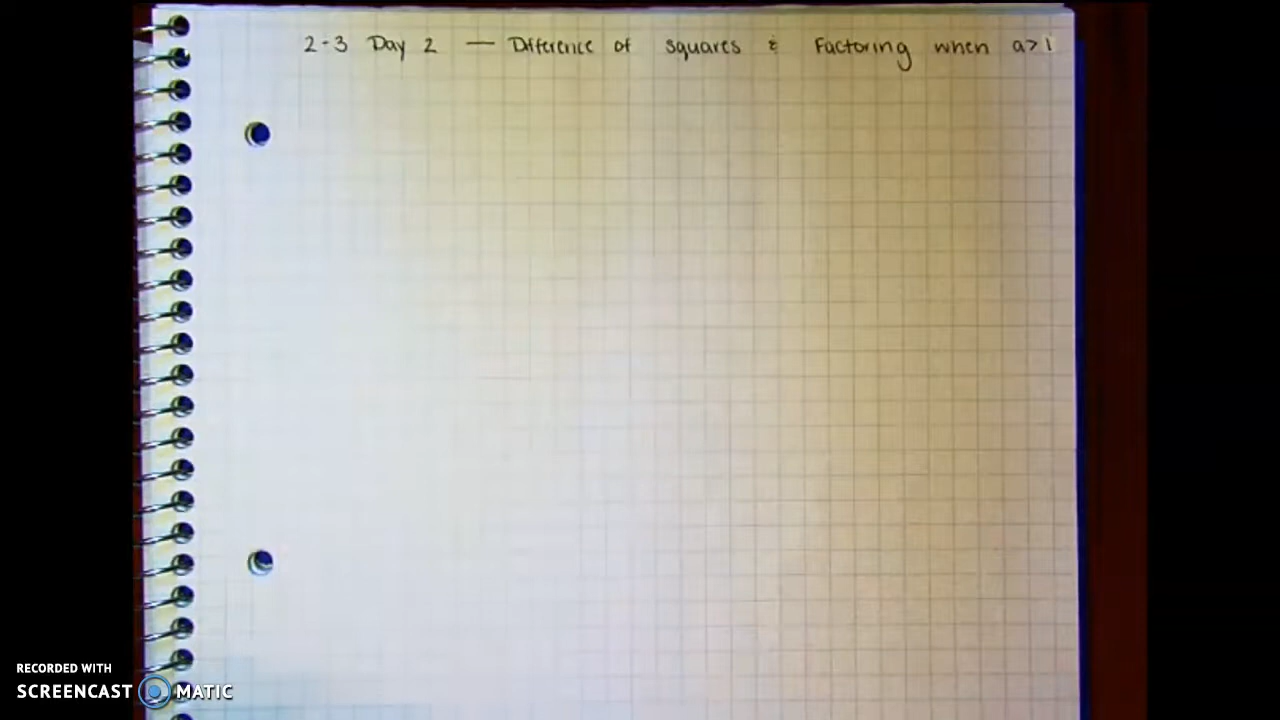 2-3 Day 2 — Difference of squares & Factoring when a>1
RECORDED WITH
SCREENCAST MATIC